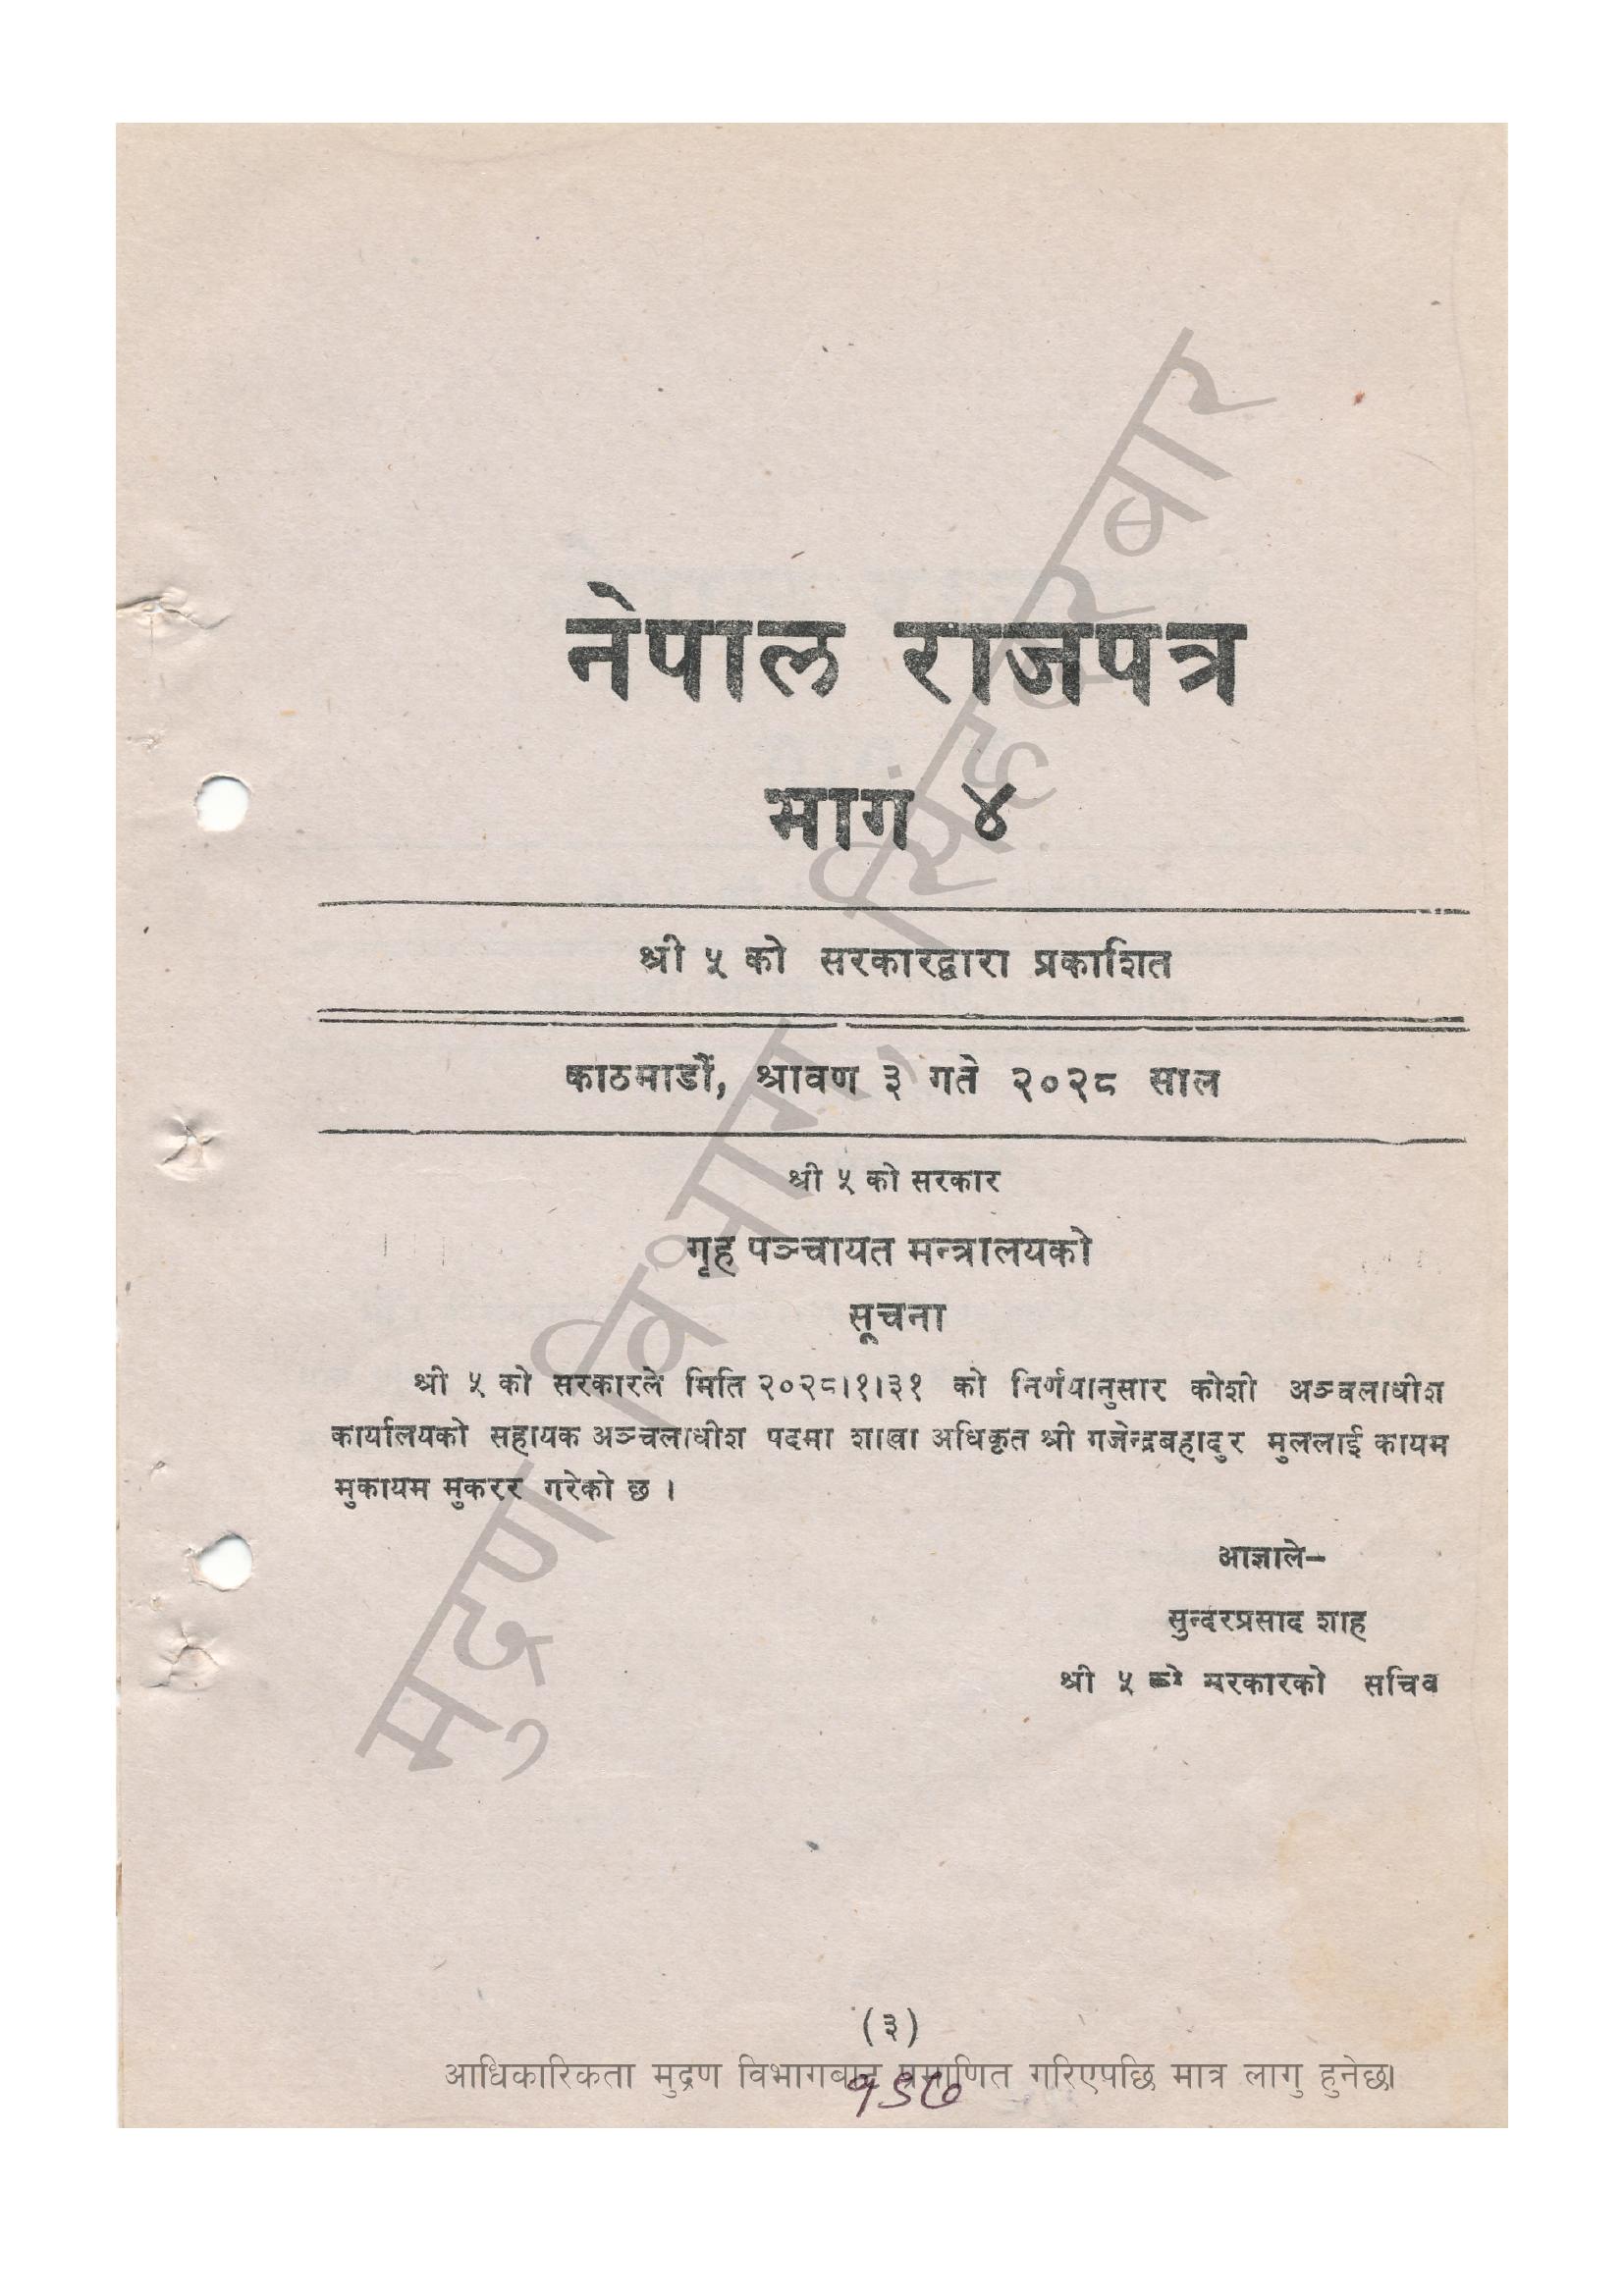 नेपाल राजपत्र
भाग ४
श्री ५ को सरकारद्वारा प्रकाशित
काठमाडौं, श्रावण ३ गते २०२८ साल
श्री ५ को सरकार
गृह पञ्चायत मन्त्रालयको
सूचना
श्री ५ को सरकारले मिति २०२८।१।३१ को निर्णयानुसार कोशी अञ्चलाधीश
कार्यालयको सहायक अञ्चलाधीश पदमा शाखा अधिकृत श्री गजेन्द्रबहादुर मुललाई कायम
मुकायम मुकरर गरेको छ ।
आज्ञाले–
सुन्दरप्रसाद शाह
श्री ५ को सरकारको सचिव
(३)
आधिकारिकता मुद्रण विभागबाट प्रमाणित गरिएपछि मात्र लागु हुनेछ।
मुद्रण विभाग, सिंहदरबार